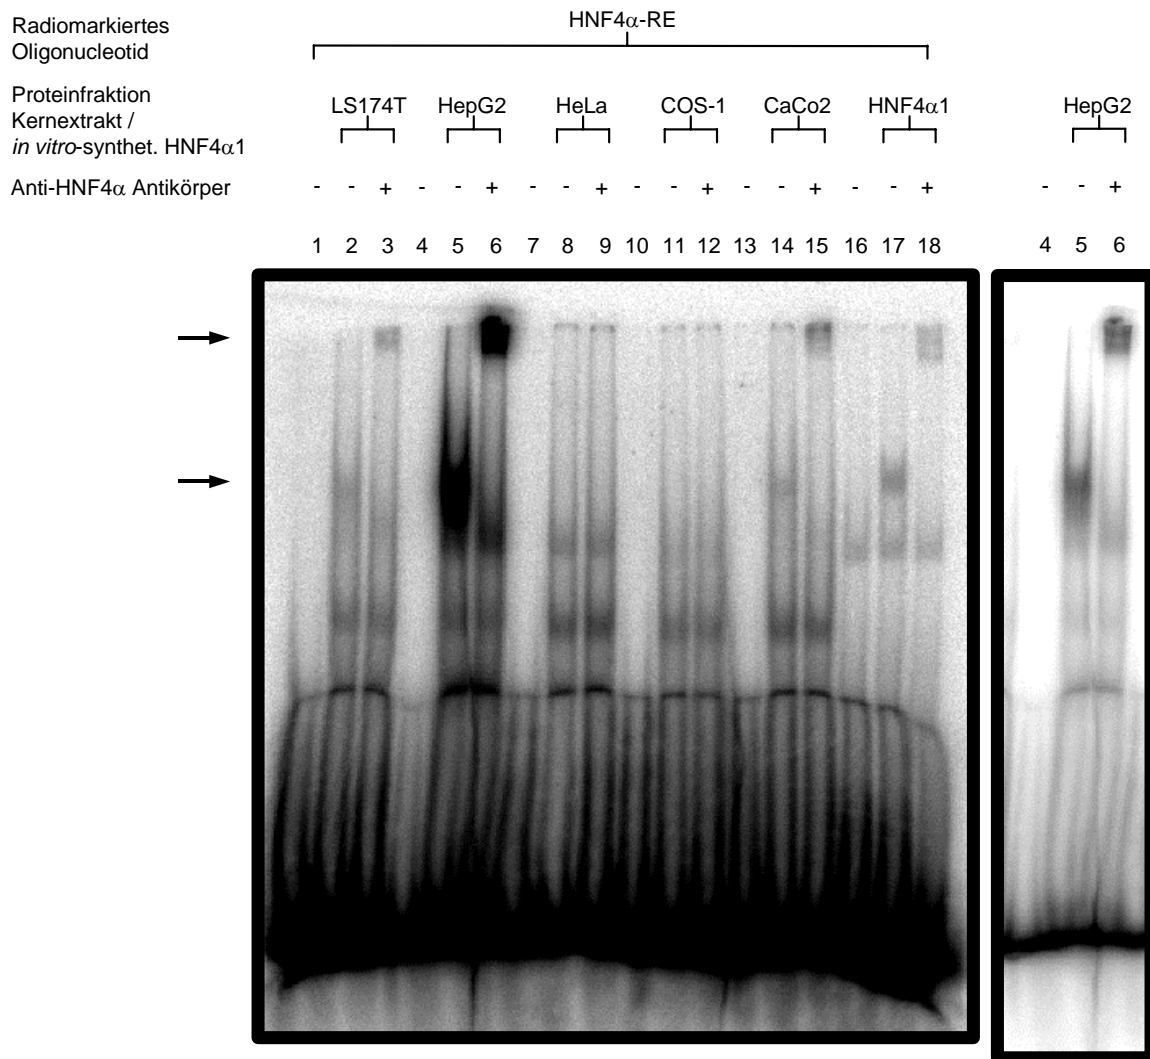 Radiomarkiertes
Oligonucleotid
HNF4α-RE
Proteinfraktion
Kernextrakt /
in vitro-synthet. HNF4α1
LS174T HepG2 HeLa COS-1 CaCo2 HNF4α1 HepG2
Anti-HNF4α Antikörper - - + - - + - - + - - + - - + - - + - - +
1 2 3 4 5 6 7 8 9 10 11 12 13 14 15 16 17 18 4 5 6